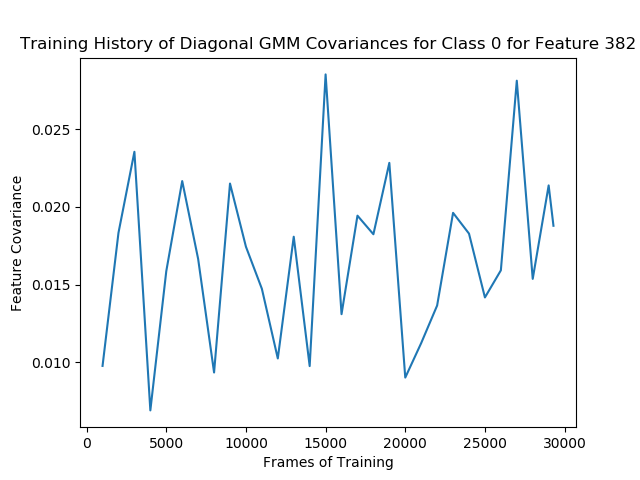 Training History of Diagonal GMM Covariances for Class 0 for Feature 382
0.025
0.020
0.015
0.010
Feature Covariance
0 5000 10000 15000 20000 25000 30000
Frames of Training